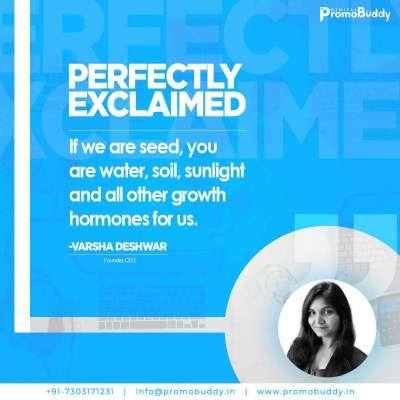 DIGITAL
PromoBuddy
PERFECTLY
EXCLAIMED
If we are seed, you
are water, soil, sunlight
and all other growth
hormones for us.
-VARSHA DESHWAR
Founder, CEO
+91-7303171231 | info@promobuddy.in | www.promobuddy.in